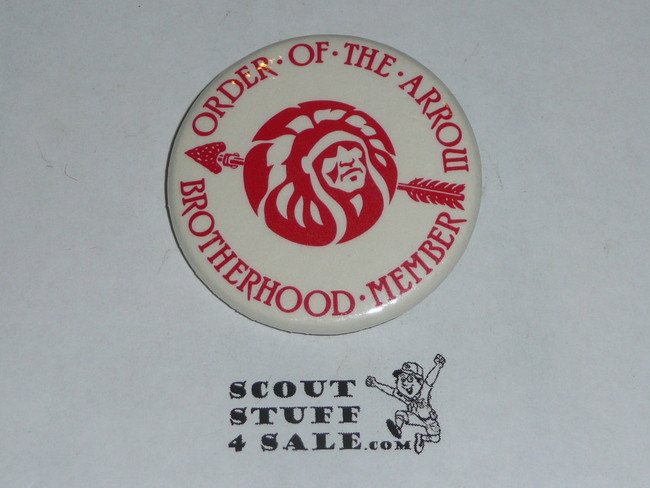 ORDER · OF · THE · ARROW
BROTHERHOOD · MEMBER
SCOUT
STUFF
4 SALE.COM